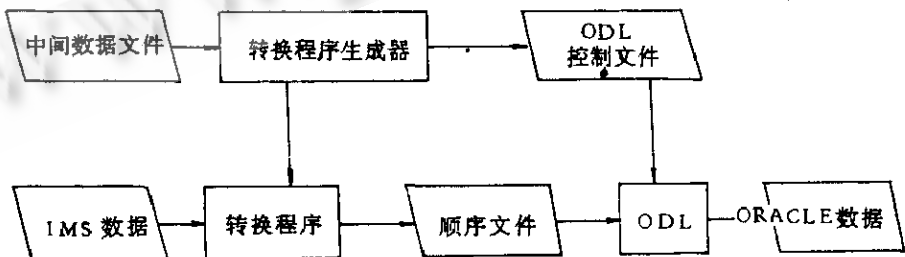 中间数据文件
转换程序生成器
ODL
控制文件
IMS 数据
转换程序
顺序文件
ODL
ORACLE数据